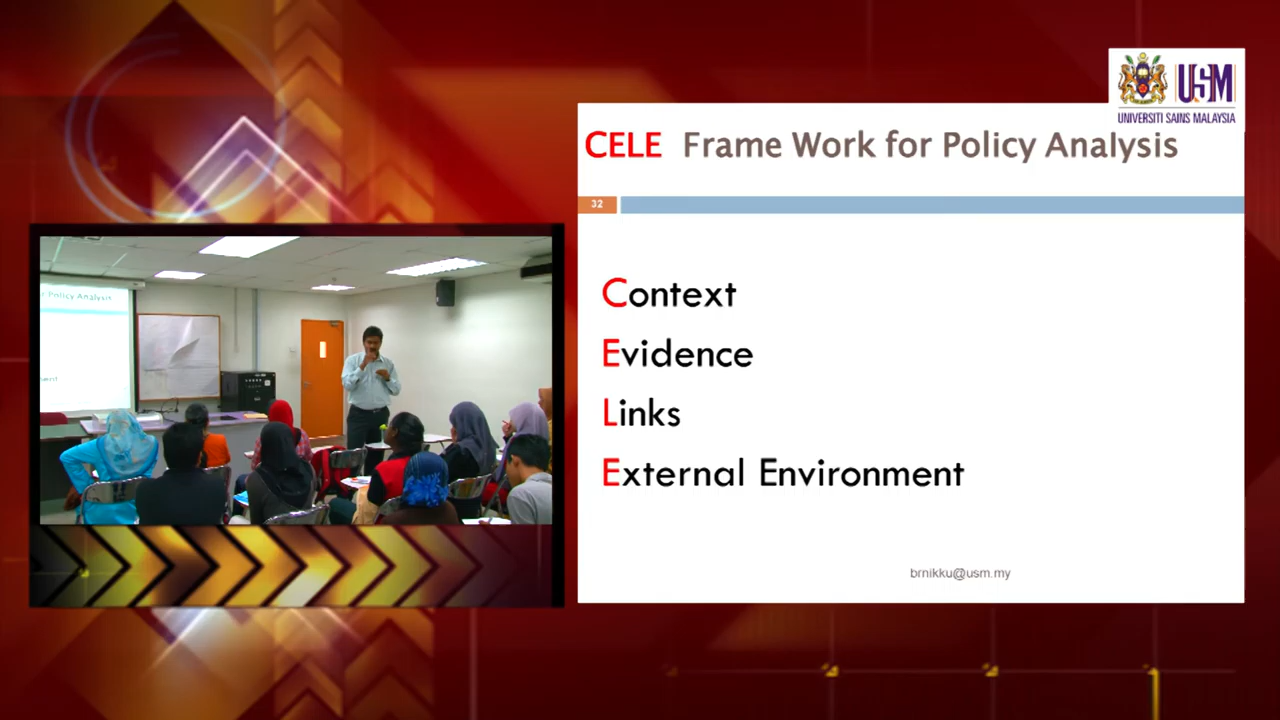 USM
UNIVERSITI SAINS MALAYSIA
CELE Frame Work for Policy Analysis
32
Context
Evidence
Links
External Environment
brnikku@usm.my
Policy Analysis